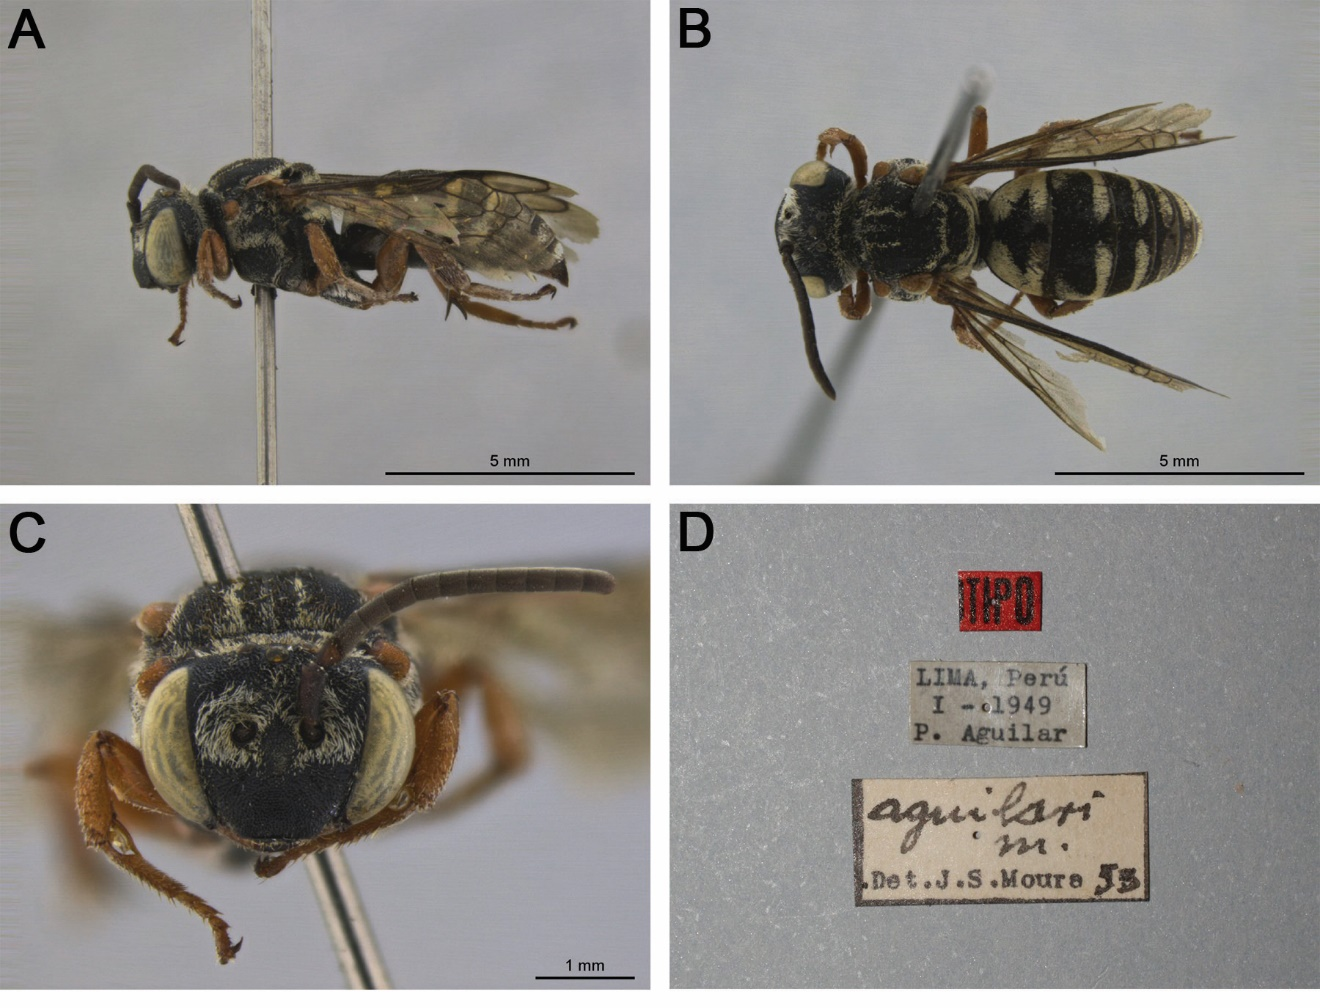 A
5 mm
B
5 mm
C
1 mm
D
TIPO
LIMA, Perú
I - 1949
P. Aguilar
aguilari
m.
Det.J.S.Moure 53